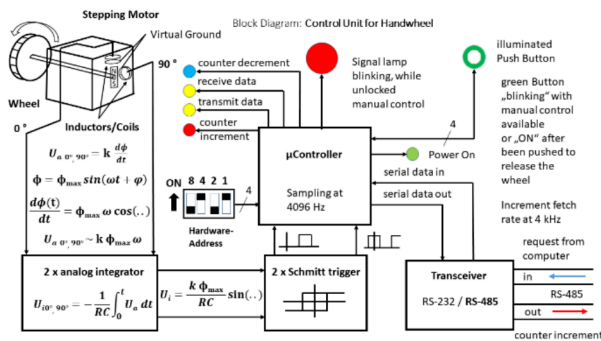 Block Diagram: Control Unit for Handwheel
Stepping Motor
Virtual Ground
Wheel
0 °
90 °
Inductors/Coils
U_{a 0°, 90°} = k dϕ/dt
ϕ = ϕ_max sin(ωt + φ)
dϕ(t)/dt = ϕ_max ω cos(..)
U_{a 0°, 90°} ~ k ϕ_max ω
2 x analog integrator
U_{i0°, 90°} = − 1/RC ∫_0^t U_a dt
U_i = k ϕ_max/RC sin(..)
2 x Schmitt trigger
counter decrement
receive data
transmit data
counter
increment
ON
8 4 2 1
4
Hardware-
Address
Signal lamp
blinking, while
unlocked
manual control
µController
Sampling at
4096 Hz
4
Power On
serial data in
serial data out
illuminated
Push Button
green Button
„blinking" with
manual control
available
or „ON" after
been pushed to
release the
wheel
Increment fetch
rate at 4 kHz
request from
computer
Transceiver
RS-232 / RS-485
in
RS-485
out
counter increment